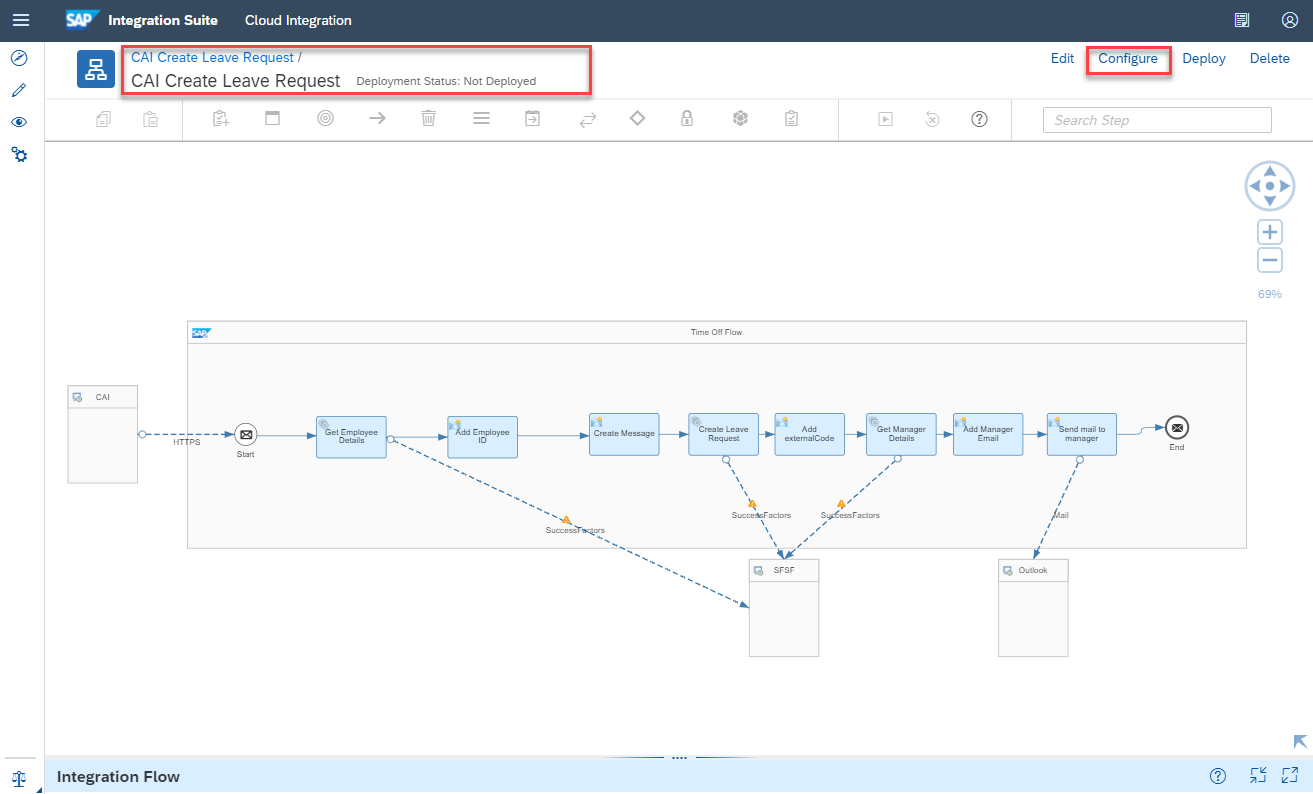 SAP Integration Suite Cloud Integration
CAI Create Leave Request /
CAI Create Leave Request Deployment Status: Not Deployed
Edit Configure Deploy Delete
Search Step
69%
SAP Time Off Flow
CAI
HTTPS
Start
Get Employee
Details
Add Employee
ID
Create Message
Create Leave
Request
Add
externalCode
Get Manager
Details
Add Manager
Email
Send mail to
manager
End
SuccessFactors
SuccessFactors
SuccessFactors
Mail
SFSF
Outlook
Integration Flow